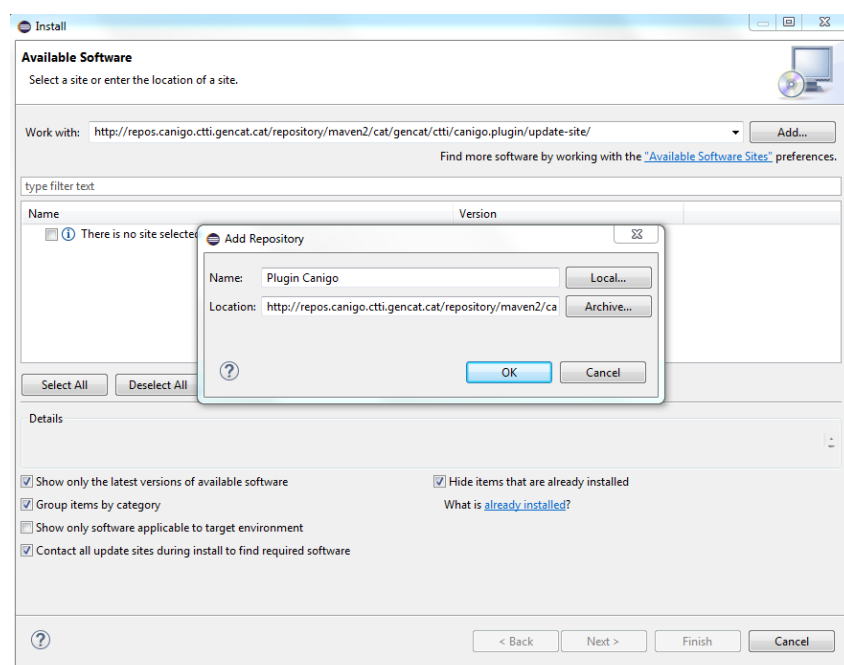 Install
Available Software
Select a site or enter the location of a site.
Work with: http://repos.canigo.ctti.gencat.cat/repository/maven2/cat/gencat/ctti/canigo.plugin/update-site/ Add...
Find more software by working with the "Available Software Sites" preferences.
type filter text
Name Version
There is no site selected
Add Repository
Name: Plugin Canigo Local...
Location: http://repos.canigo.ctti.gencat.cat/repository/maven2/ca Archive...
OK Cancel
Select All Deselect All
Details
Show only the latest versions of available software Hide items that are already installed
Group items by category What is already installed?
Show only software applicable to target environment
Contact all update sites during install to find required software
< Back Next > Finish Cancel